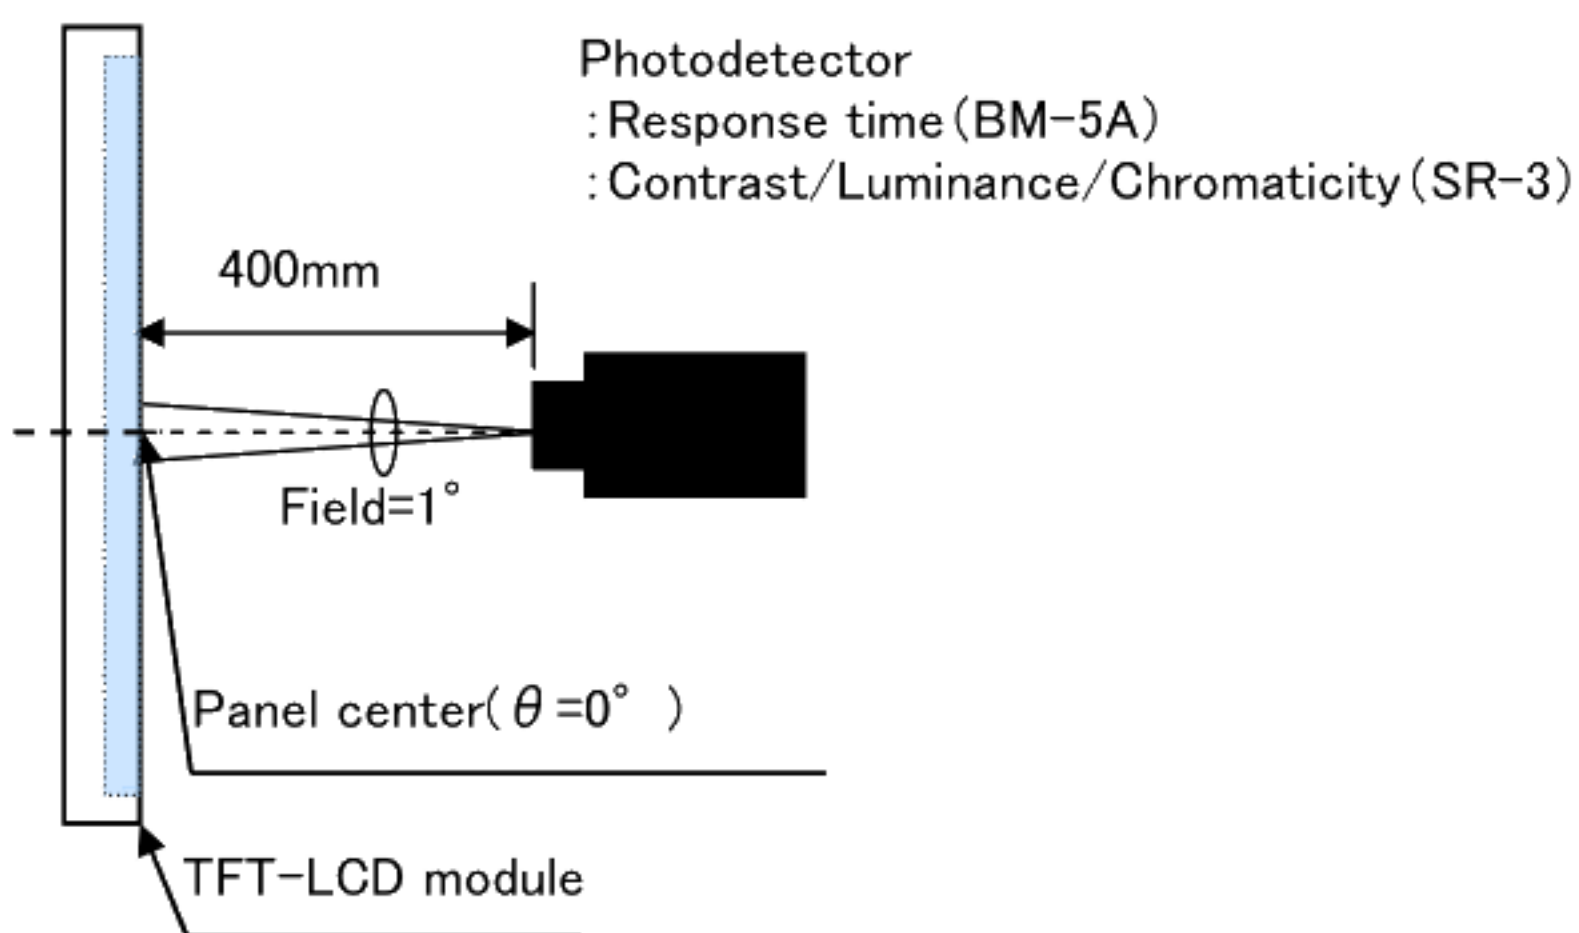 Photodetector
:Response time(BM-5A)
:Contrast/Luminance/Chromaticity(SR-3)
400mm
Field=1°
Panel center( θ =0° )
TFT-LCD module